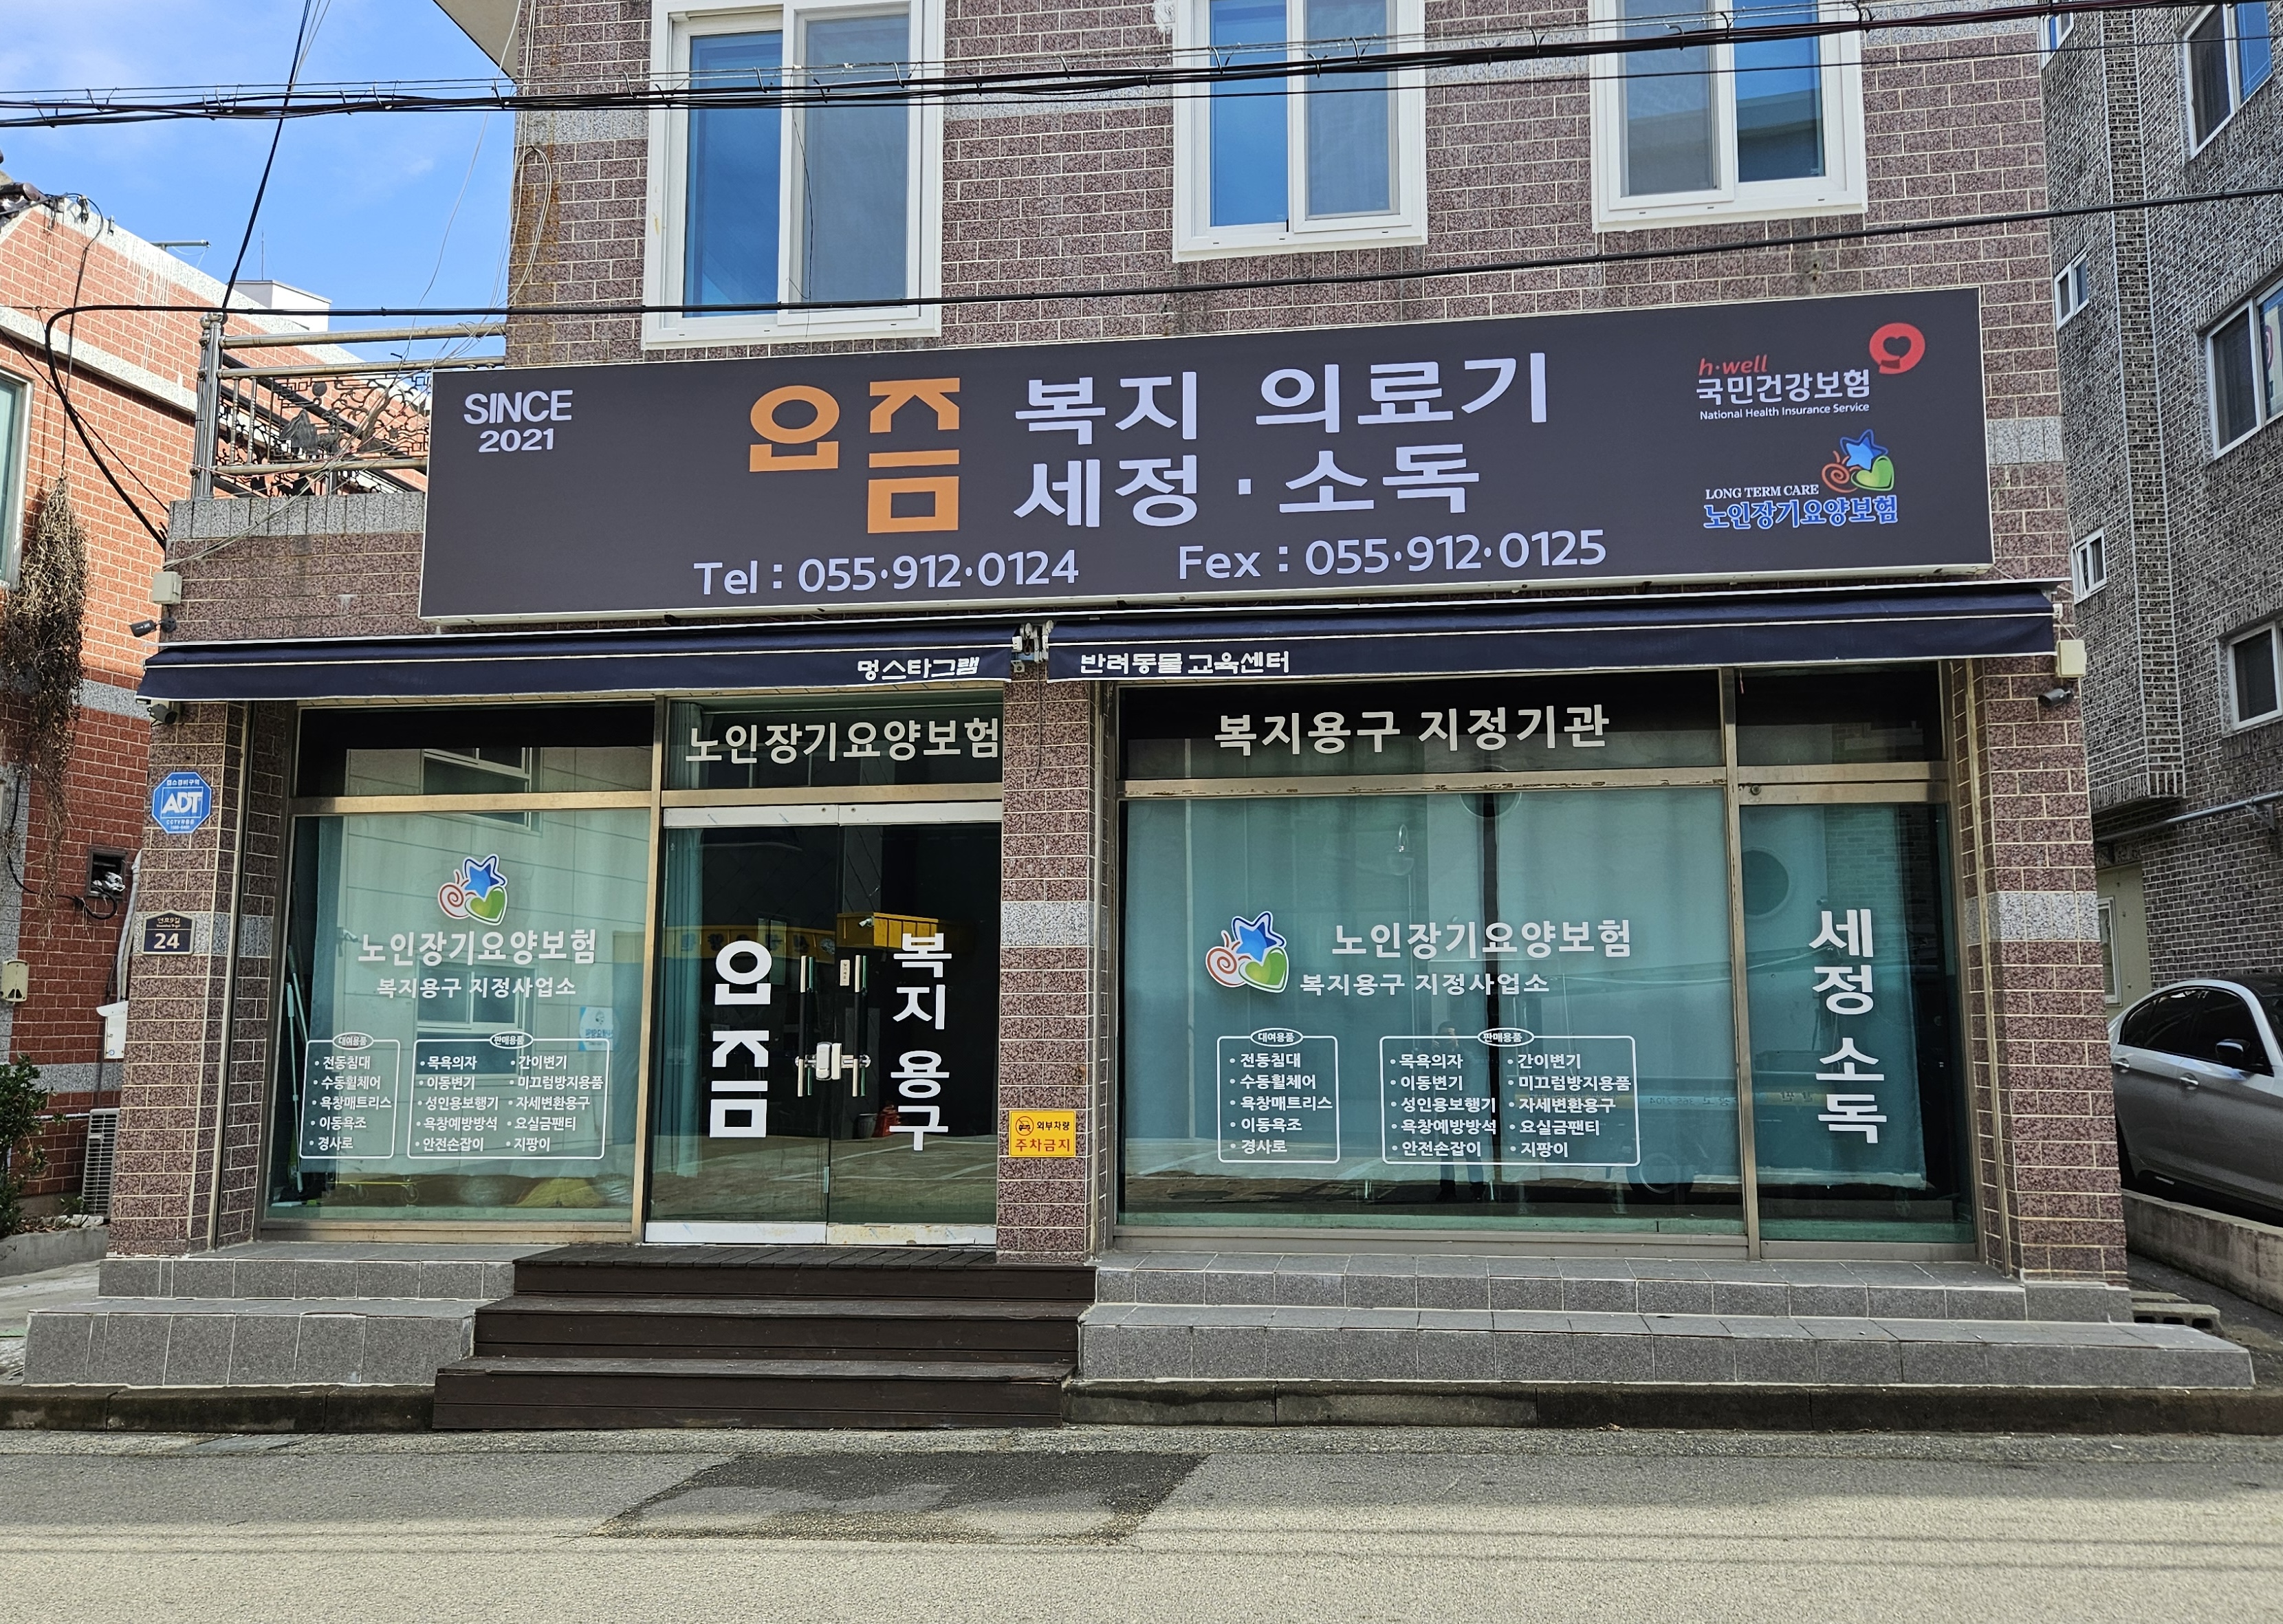 SINCE
2021
요즘
복지 의료기
세정·소독
Tel : 055·912·0124
Fex : 055·912·0125
h·well
국민건강보험
National Health Insurance Service
LONG TERM CARE
노인장기요양보험
멍스타그램
반려동물 교육센터
노인장기요양보험
복지용구 지정기관
ADT
24
노인장기요양보험
복지용구 지정사업소
대여용품
• 전동침대
• 수동휠체어
• 욕창매트리스
• 이동욕조
• 경사로
판매용품
• 목욕의자
• 이동변기
• 성인용보행기
• 욕창예방방석
• 안전손잡이
• 간이변기
• 미끄럼방지용품
• 자세변환용구
• 요실금팬티
• 지팡이
요즘
복지용구
외부차량
주차금지
노인장기요양보험
복지용구 지정사업소
대여용품
• 전동침대
• 수동휠체어
• 욕창매트리스
• 이동욕조
• 경사로
판매용품
• 목욕의자
• 이동변기
• 성인용보행기
• 욕창예방방석
• 안전손잡이
• 간이변기
• 미끄럼방지용품
• 자세변환용구
• 요실금팬티
• 지팡이
세정 소독